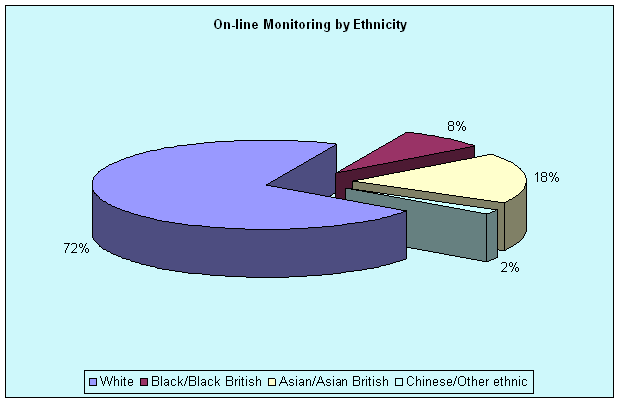 On-line Monitoring by Ethnicity
8%
18%
72%
2%
White Black/Black British Asian/Asian British Chinese/Other ethnic